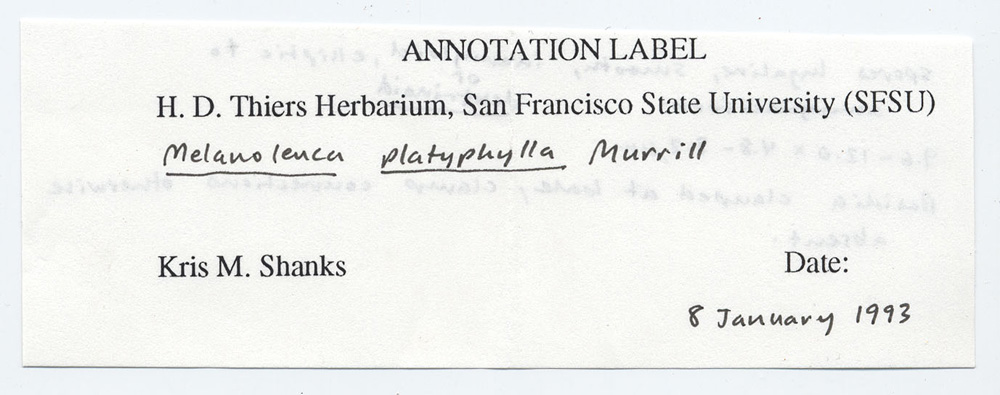 ANNOTATION LABEL
H. D. Thiers Herbarium, San Francisco State University (SFSU)
Melanoleuca platyphylla Murrill
Kris M. Shanks
Date:
8 January 1993